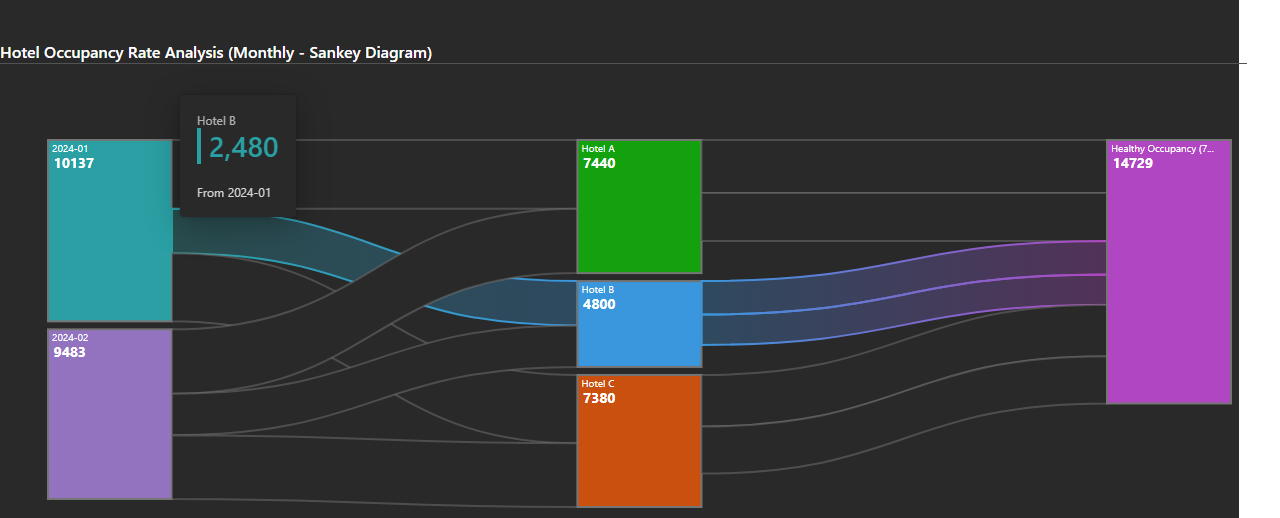 Hotel Occupancy Rate Analysis (Monthly - Sankey Diagram)
Hotel B
2,480
From 2024-01
2024-01
10137
2024-02
9483
Hotel A
7440
Hotel B
4800
Hotel C
7380
Healthy Occupancy (7...
14729